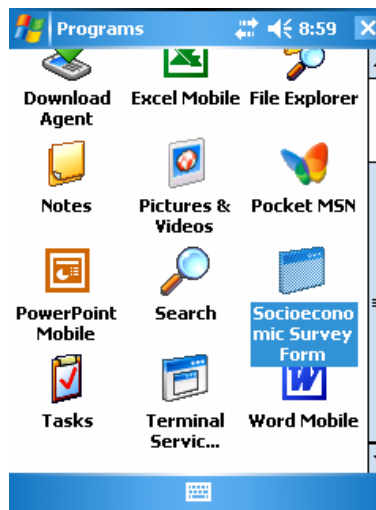 Programs 8:59
Download Excel Mobile File Explorer
Agent
Notes Pictures & Pocket MSN
Videos
PowerPoint Search Socioecono
Mobile mic Survey
Form
Tasks Terminal Word Mobile
Servic...